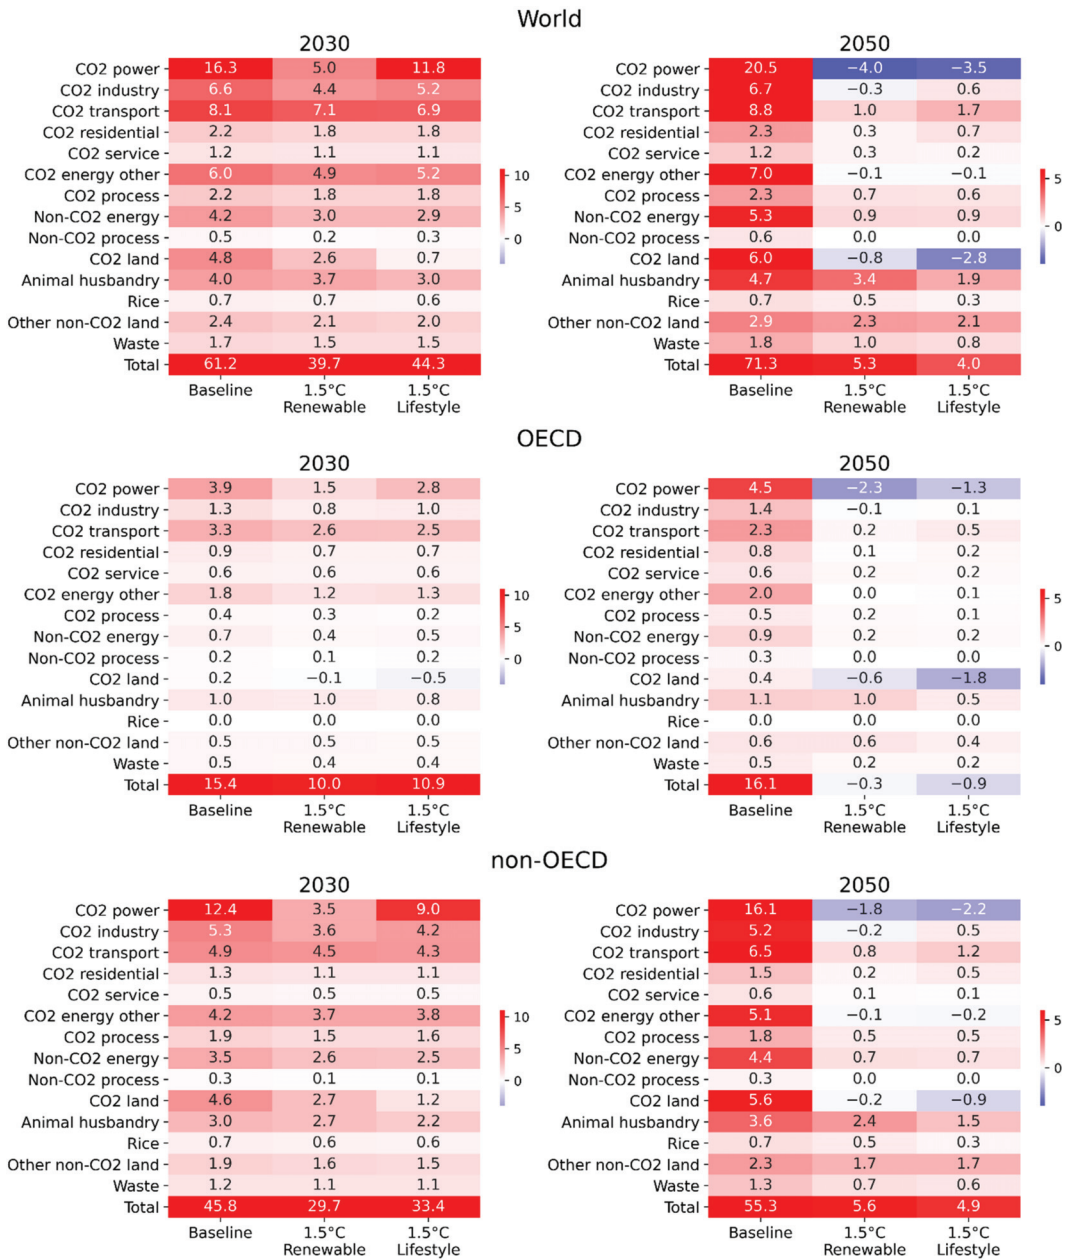 World
2030
CO2 power 16.3 5.0 11.8
CO2 industry 6.6 4.4 5.2
CO2 transport 8.1 7.1 6.9
CO2 residential 2.2 1.8 1.8
CO2 service 1.2 1.1 1.1
CO2 energy other 6.0 4.9 5.2
CO2 process 2.2 1.8 1.8
Non-CO2 energy 4.2 3.0 2.9
Non-CO2 process 0.5 0.2 0.3
CO2 land 4.8 2.6 0.7
Animal husbandry 4.0 3.7 3.0
Rice 0.7 0.7 0.6
Other non-CO2 land 2.4 2.1 2.0
Waste 1.7 1.5 1.5
Total 61.2 39.7 44.3
Baseline 1.5°C 1.5°C
Renewable Lifestyle
10
5
0
2050
CO2 power 20.5 −4.0 −3.5
CO2 industry 6.7 −0.3 0.6
CO2 transport 8.8 1.0 1.7
CO2 residential 2.3 0.3 0.7
CO2 service 1.2 0.3 0.2
CO2 energy other 7.0 −0.1 −0.1
CO2 process 2.3 0.7 0.6
Non-CO2 energy 5.3 0.9 0.9
Non-CO2 process 0.6 0.0 0.0
CO2 land 6.0 −0.8 −2.8
Animal husbandry 4.7 3.4 1.9
Rice 0.7 0.5 0.3
Other non-CO2 land 2.9 2.3 2.1
Waste 1.8 1.0 0.8
Total 71.3 5.3 4.0
Baseline 1.5°C 1.5°C
Renewable Lifestyle
5
0
OECD
2030
CO2 power 3.9 1.5 2.8
CO2 industry 1.3 0.8 1.0
CO2 transport 3.3 2.6 2.5
CO2 residential 0.9 0.7 0.7
CO2 service 0.6 0.6 0.6
CO2 energy other 1.8 1.2 1.3
CO2 process 0.4 0.3 0.2
Non-CO2 energy 0.7 0.4 0.5
Non-CO2 process 0.2 0.1 0.2
CO2 land 0.2 −0.1 −0.5
Animal husbandry 1.0 1.0 0.8
Rice 0.0 0.0 0.0
Other non-CO2 land 0.5 0.5 0.5
Waste 0.5 0.4 0.4
Total 15.4 10.0 10.9
Baseline 1.5°C 1.5°C
Renewable Lifestyle
10
5
0
2050
CO2 power 4.5 −2.3 −1.3
CO2 industry 1.4 −0.1 0.1
CO2 transport 2.3 0.2 0.5
CO2 residential 0.8 0.1 0.2
CO2 service 0.6 0.2 0.2
CO2 energy other 2.0 0.0 0.1
CO2 process 0.5 0.2 0.1
Non-CO2 energy 0.9 0.2 0.2
Non-CO2 process 0.3 0.0 0.0
CO2 land 0.4 −0.6 −1.8
Animal husbandry 1.1 1.0 0.5
Rice 0.0 0.0 0.0
Other non-CO2 land 0.6 0.6 0.4
Waste 0.5 0.2 0.2
Total 16.1 −0.3 −0.9
Baseline 1.5°C 1.5°C
Renewable Lifestyle
5
0
non-OECD
2030
CO2 power 12.4 3.5 9.0
CO2 industry 5.3 3.6 4.2
CO2 transport 4.9 4.5 4.3
CO2 residential 1.3 1.1 1.1
CO2 service 0.5 0.5 0.5
CO2 energy other 4.2 3.7 3.8
CO2 process 1.9 1.5 1.6
Non-CO2 energy 3.5 2.6 2.5
Non-CO2 process 0.3 0.1 0.1
CO2 land 4.6 2.7 1.2
Animal husbandry 3.0 2.7 2.2
Rice 0.7 0.6 0.6
Other non-CO2 land 1.9 1.6 1.5
Waste 1.2 1.1 1.1
Total 45.8 29.7 33.4
Baseline 1.5°C 1.5°C
Renewable Lifestyle
10
5
0
2050
CO2 power 16.1 −1.8 −2.2
CO2 industry 5.2 −0.2 0.5
CO2 transport 6.5 0.8 1.2
CO2 residential 1.5 0.2 0.5
CO2 service 0.6 0.1 0.1
CO2 energy other 5.1 −0.1 −0.2
CO2 process 1.8 0.5 0.5
Non-CO2 energy 4.4 0.7 0.7
Non-CO2 process 0.3 0.0 0.0
CO2 land 5.6 −0.2 −0.9
Animal husbandry 3.6 2.4 1.5
Rice 0.7 0.5 0.3
Other non-CO2 land 2.3 1.7 1.7
Waste 1.3 0.7 0.6
Total 55.3 5.6 4.9
Baseline 1.5°C 1.5°C
Renewable Lifestyle
5
0